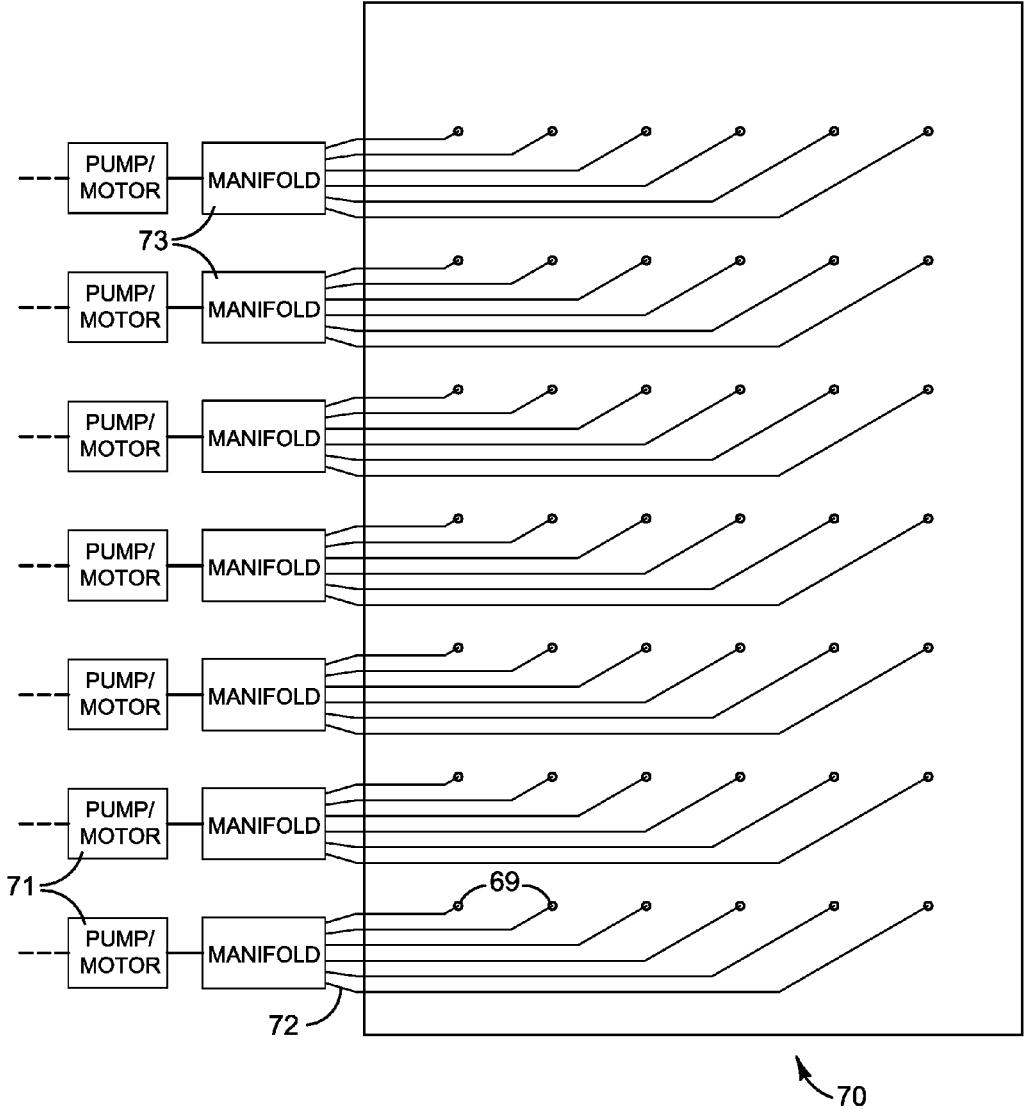 PUMP/
MOTOR
MANIFOLD
73
PUMP/
MOTOR
MANIFOLD
PUMP/
MOTOR
MANIFOLD
PUMP/
MOTOR
MANIFOLD
PUMP/
MOTOR
MANIFOLD
PUMP/
MOTOR
MANIFOLD
71
69
PUMP/
MOTOR
MANIFOLD
72
70